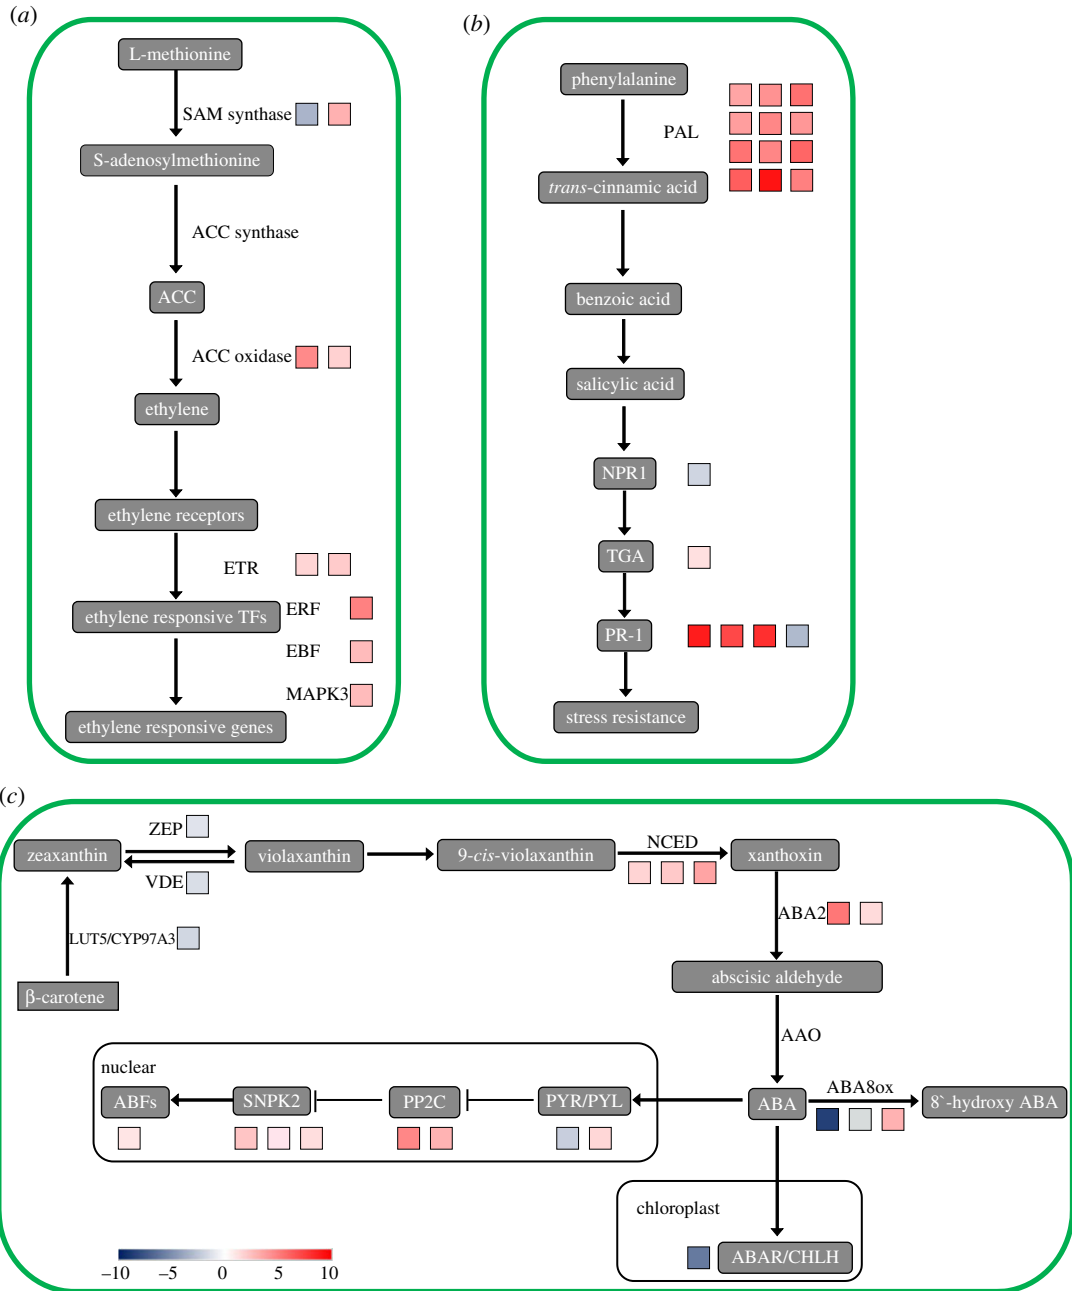 (a)
L-methionine
SAM synthase
S-adenosylmethionine
ACC synthase
ACC
ACC oxidase
ethylene
ethylene receptors
ETR
ethylene responsive TFs
ERF
EBF
MAPK3
ethylene responsive genes
(b)
phenylalanine
PAL
trans-cinnamic acid
benzoic acid
salicylic acid
NPR1
TGA
PR-1
stress resistance
(c)
ZEP
zeaxanthin
violaxanthin
9-cis-violaxanthin
NCED
xanthoxin
VDE
ABA2
LUT5/CYP97A3
β-carotene
abscisic aldehyde
AAO
nuclear
ABFs
SNPK2
PP2C
PYR/PYL
ABA
ABA8ox
8`-hydroxy ABA
chloroplast
ABAR/CHLH
−10 −5 0 5 10